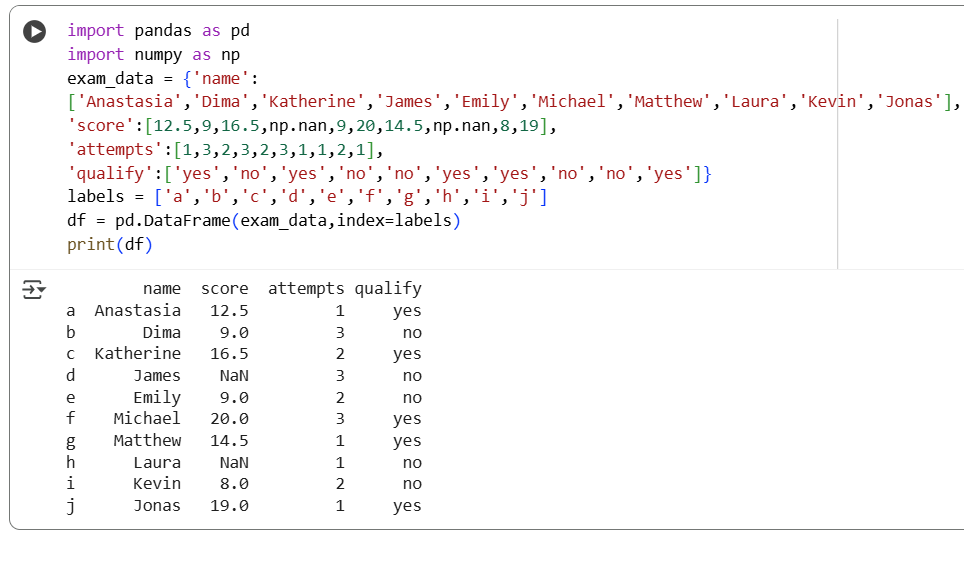 import pandas as pd
import numpy as np
exam_data = {'name':
['Anastasia','Dima','Katherine','James','Emily','Michael','Matthew','Laura','Kevin','Jonas'],
'score':[12.5,9,16.5,np.nan,9,20,14.5,np.nan,8,19],
'attempts':[1,3,2,3,2,3,1,1,2,1],
'qualify':['yes','no','yes','no','no','yes','yes','no','no','yes']}
labels = ['a','b','c','d','e','f','g','h','i','j']
df = pd.DataFrame(exam_data,index=labels)
print(df)
        name  score  attempts qualify
a  Anastasia   12.5         1     yes
b       Dima    9.0         3      no
c  Katherine   16.5         2     yes
d      James    NaN         3      no
e      Emily    9.0         2      no
f    Michael   20.0         3     yes
g    Matthew   14.5         1     yes
h      Laura    NaN         1      no
i      Kevin    8.0         2      no
j      Jonas   19.0         1     yes